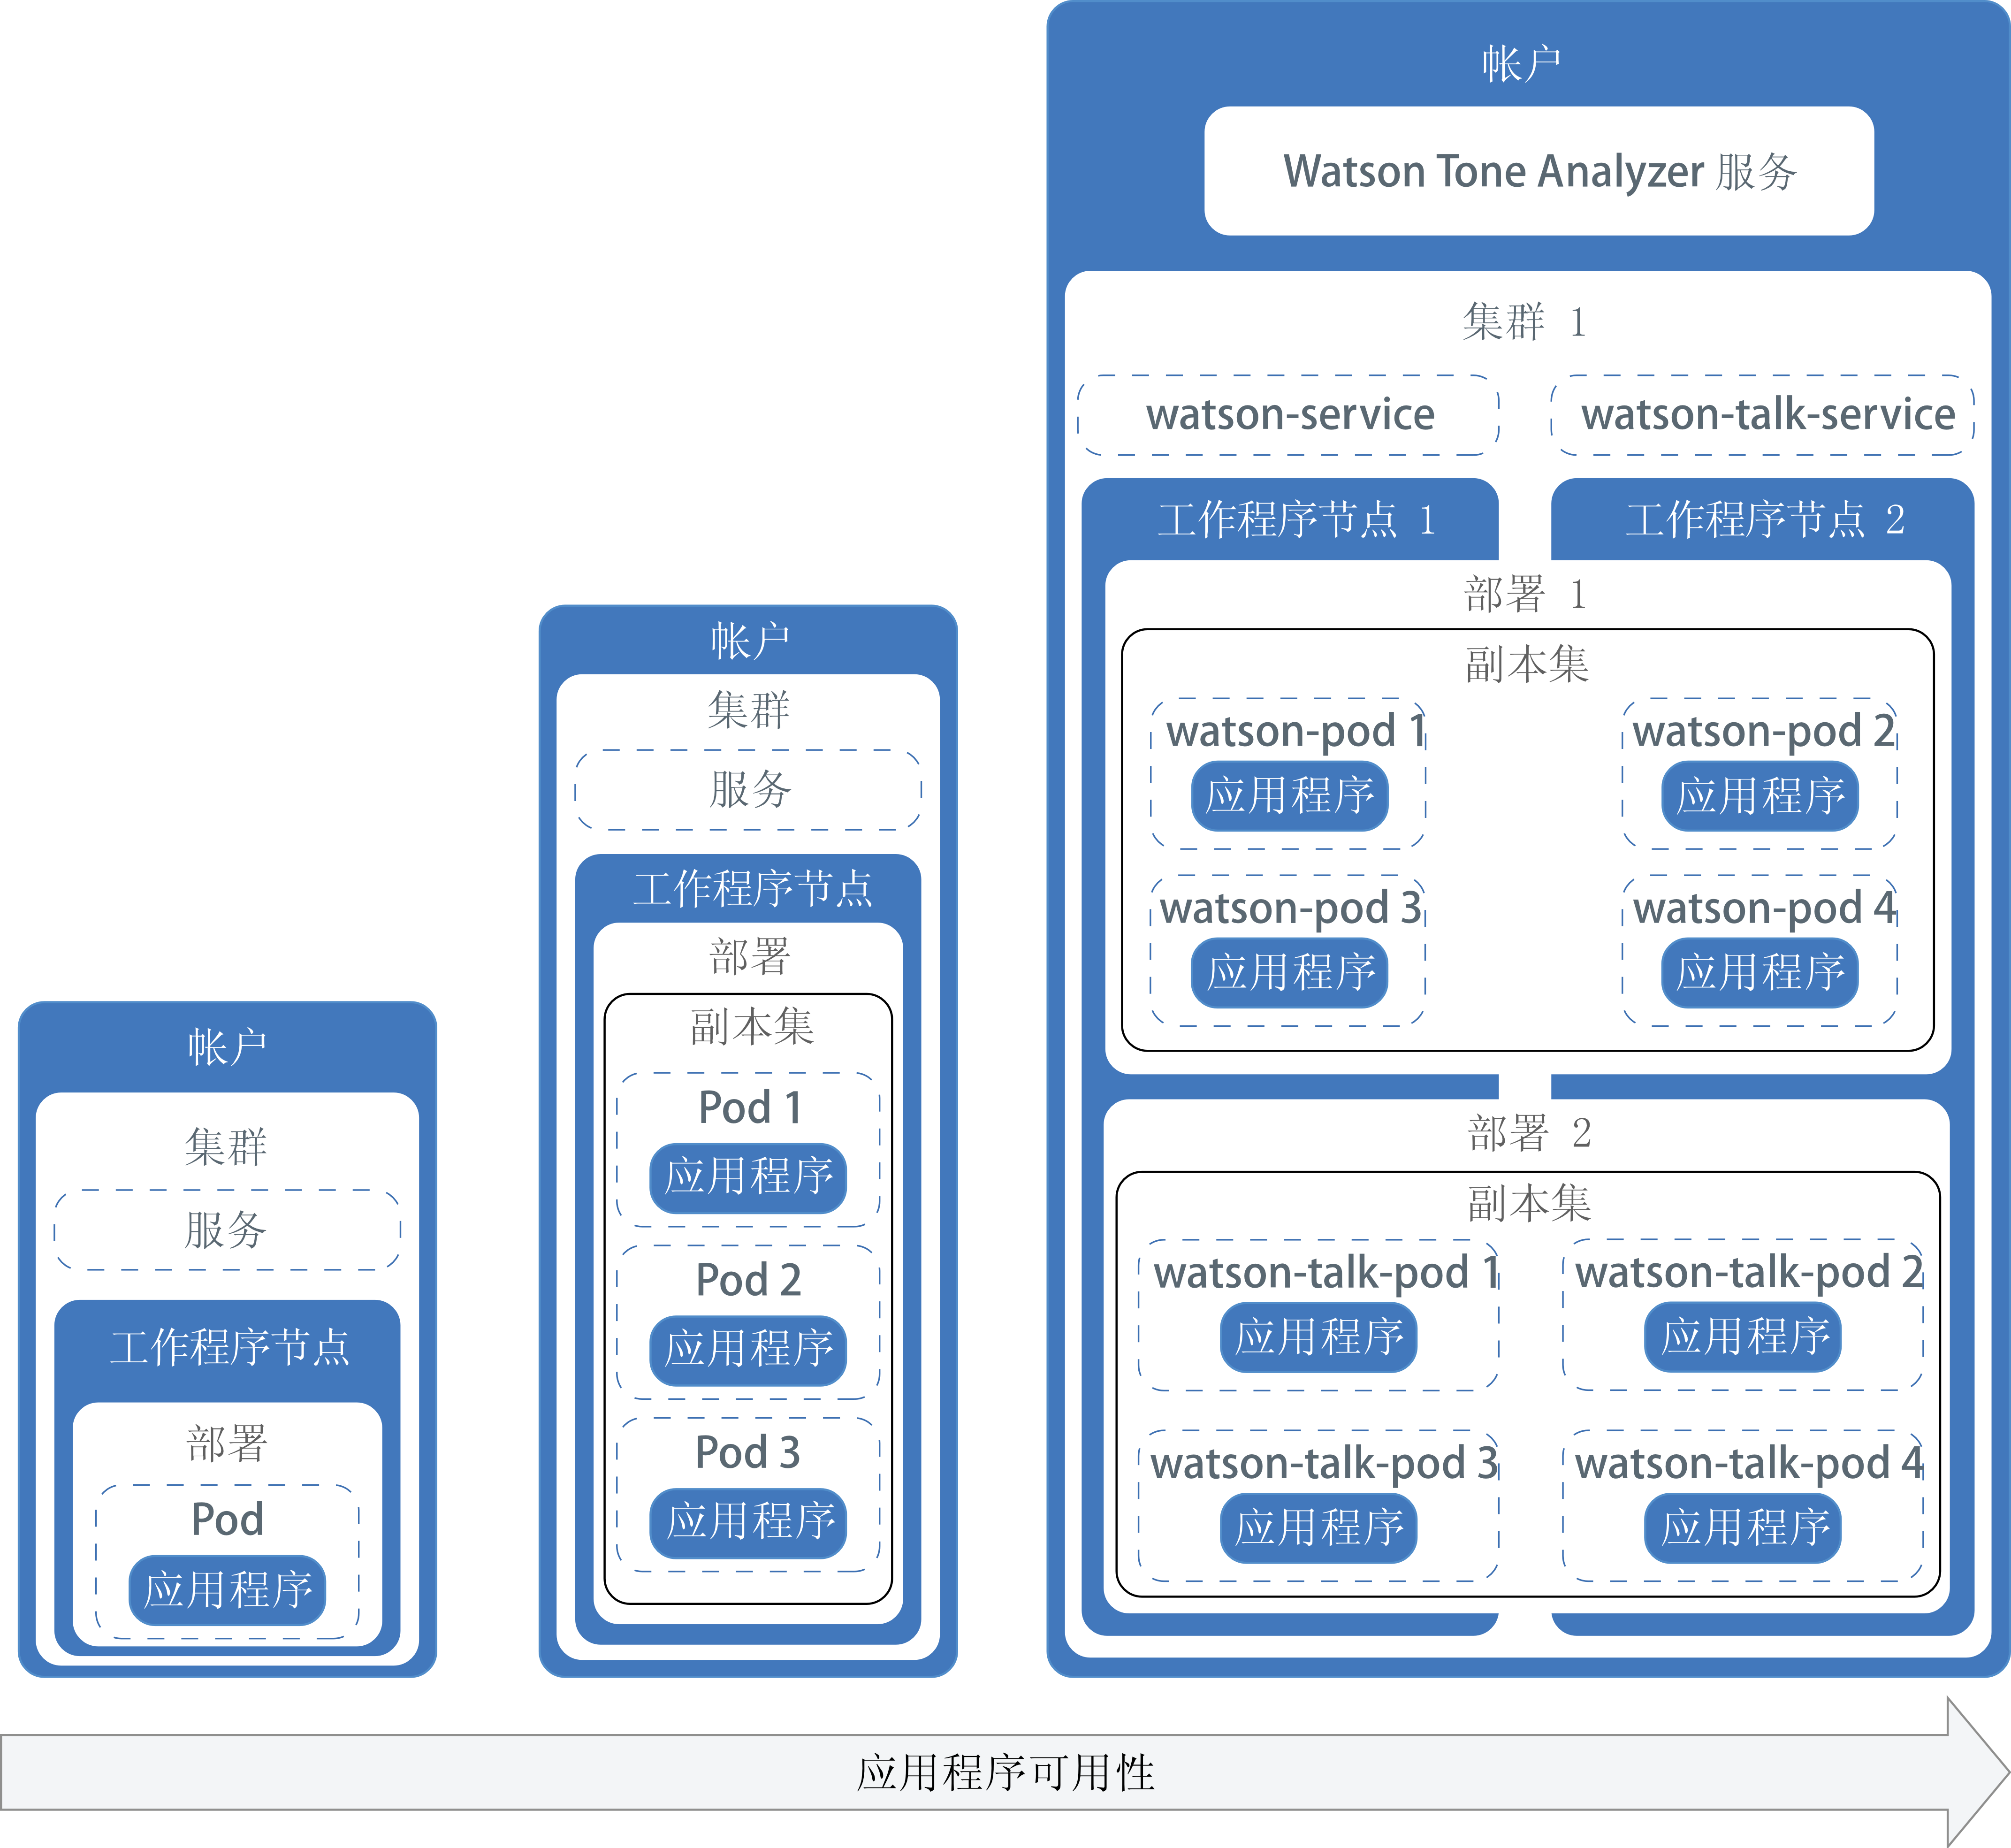 帐户
集群
服务
工作程序节点
部署
Pod
应用程序
帐户
集群
服务
工作程序节点
部署
副本集
Pod 1
应用程序
Pod 2
应用程序
Pod 3
应用程序
帐户
Watson Tone Analyzer 服务
集群 1
watson-service
watson-talk-service
工作程序节点 1
工作程序节点 2
部署 1
副本集
watson-pod 1
watson-pod 2
应用程序
应用程序
watson-pod 3
watson-pod 4
应用程序
应用程序
部署 2
副本集
watson-talk-pod 1
watson-talk-pod 2
应用程序
应用程序
watson-talk-pod 3
watson-talk-pod 4
应用程序
应用程序
应用程序可用性